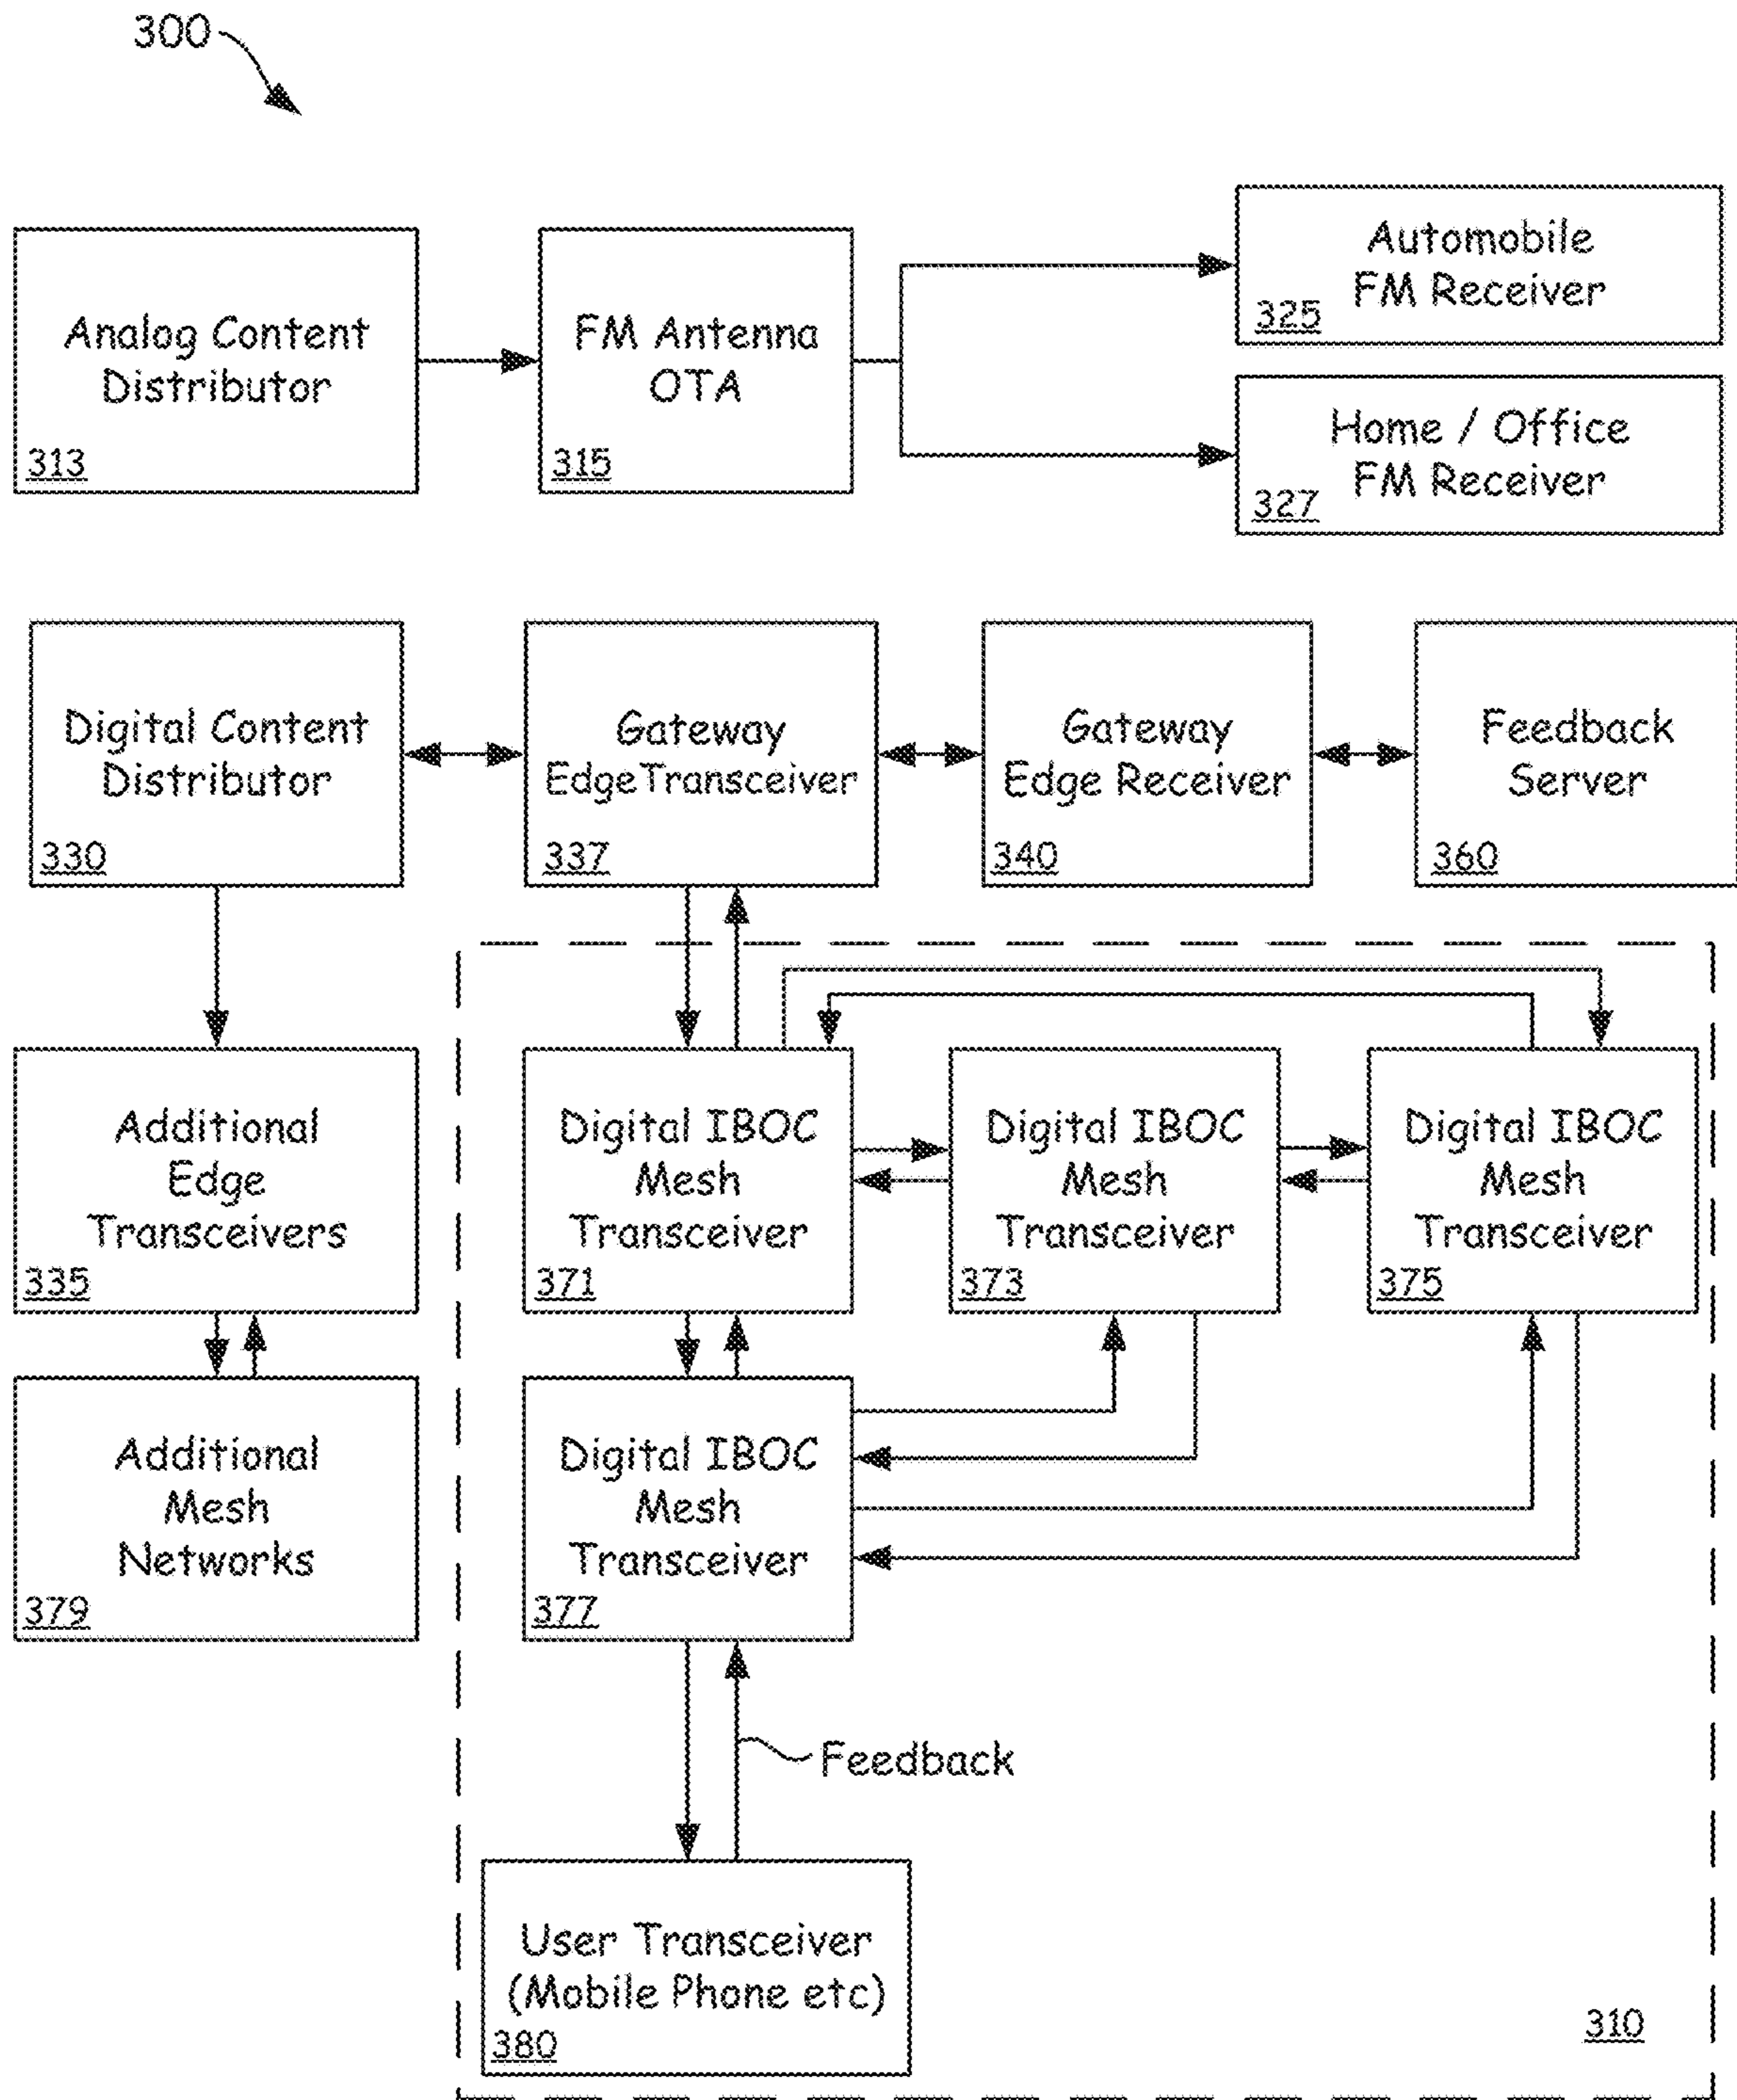 300
Analog Content
Distributor
313
FM Antenna
OTA
315
Automobile
FM Receiver
325
Home / Office
FM Receiver
327
Digital Content
Distributor
330
Gateway
EdgeTransceiver
337
Gateway
Edge Receiver
340
Feedback
Server
360
Additional
Edge
Transceivers
335
Digital IBOC
Mesh
Transceiver
371
Digital IBOC
Mesh
Transceiver
373
Digital IBOC
Mesh
Transceiver
375
Additional
Mesh
Networks
379
Digital IBOC
Mesh
Transceiver
377
Feedback
User Transceiver
(Mobile Phone etc)
380
310